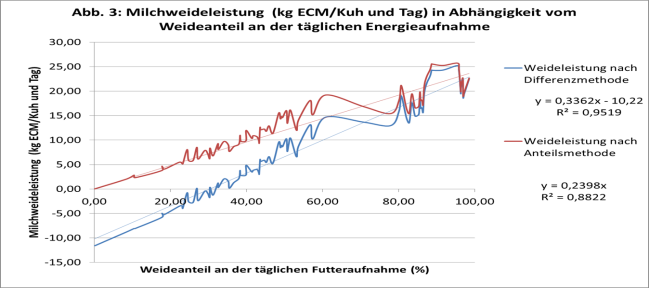 Abb. 3: Milchweideleistung (kg ECM/Kuh und Tag) in Abhängigkeit vom
Weideanteil an der täglichen Energieaufnahme
Milchweideleistung (kg ECM/Kuh und Tag)
30,00
25,00
20,00
15,00
10,00
5,00
0,00
-5,00
-10,00
-15,00
0,00
20,00
40,00
60,00
80,00
100,00
Weideanteil an der täglichen Futteraufnahme (%)
Weideleistung nach
Differenzmethode
y = 0,3362x - 10,22
R² = 0,9519
Weideleistung nach
Anteilsmethode
y = 0,2398x
R² = 0,8822